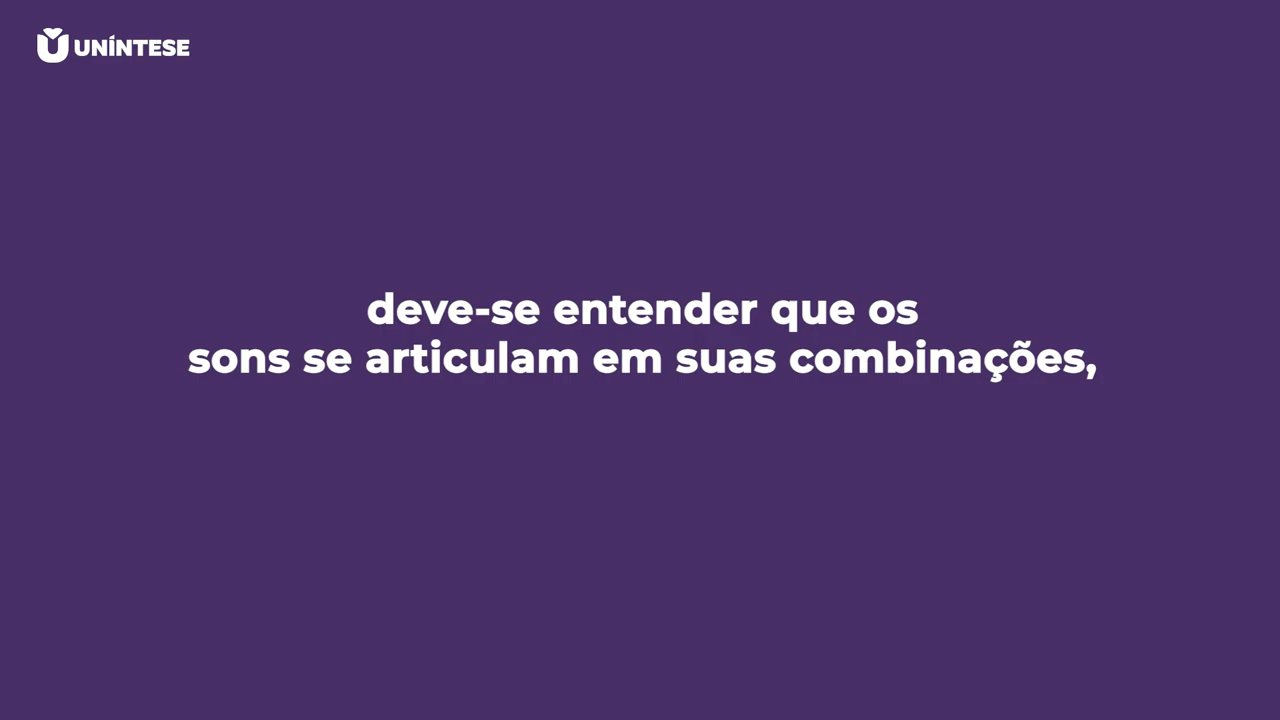 UNÍNTESE
deve-se entender que os
sons se articulam em suas combinações,